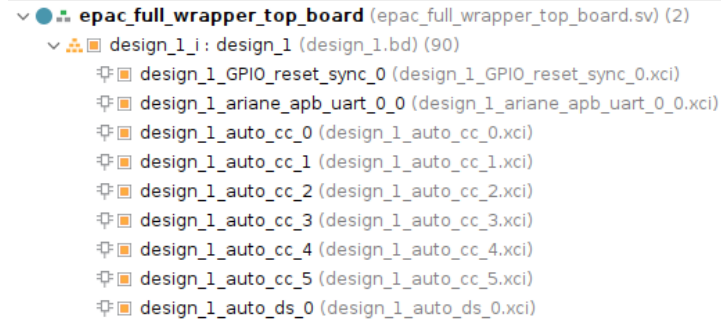 epac_full_wrapper_top_board (epac_full_wrapper_top_board.sv) (2)
design_1_i : design_1 (design_1.bd) (90)
design_1_GPIO_reset_sync_0 (design_1_GPIO_reset_sync_0.xci)
design_1_ariane_apb_uart_0_0 (design_1_ariane_apb_uart_0_0.xci)
design_1_auto_cc_0 (design_1_auto_cc_0.xci)
design_1_auto_cc_1 (design_1_auto_cc_1.xci)
design_1_auto_cc_2 (design_1_auto_cc_2.xci)
design_1_auto_cc_3 (design_1_auto_cc_3.xci)
design_1_auto_cc_4 (design_1_auto_cc_4.xci)
design_1_auto_cc_5 (design_1_auto_cc_5.xci)
design_1_auto_ds_0 (design_1_auto_ds_0.xci)